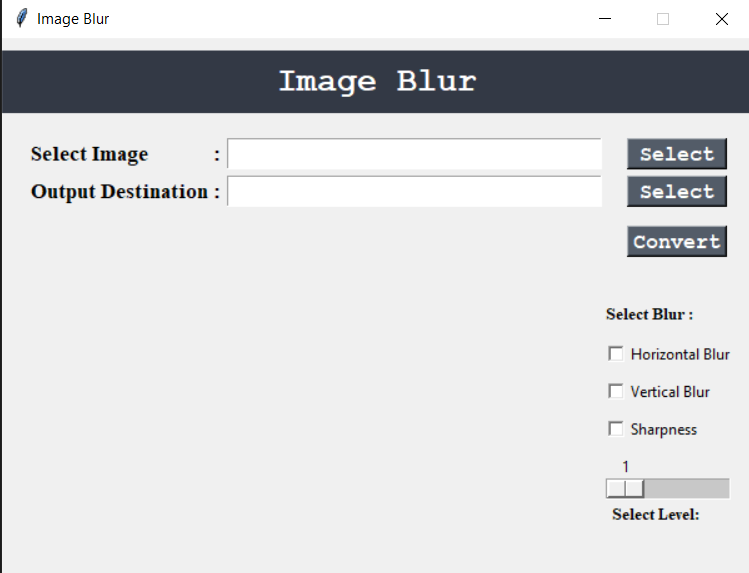 Image Blur
Image Blur
Select Image : Select
Output Destination : Select
Convert
Select Blur :
Horizontal Blur
Vertical Blur
Sharpness
1
Select Level: